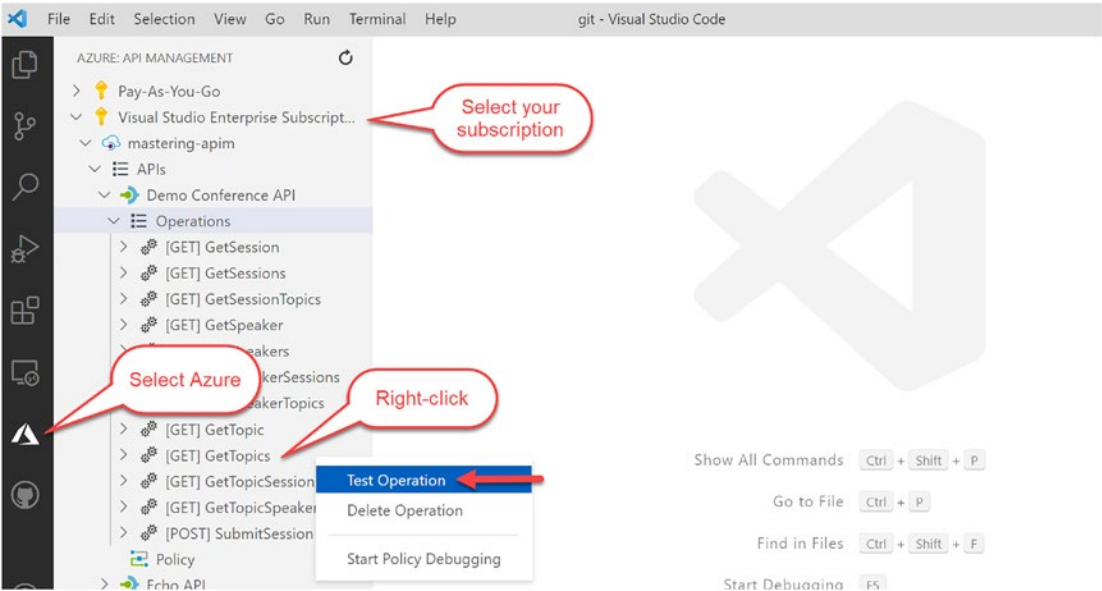 File Edit Selection View Go Run Terminal Help git - Visual Studio Code
AZURE: API MANAGEMENT
Pay-As-You-Go
Visual Studio Enterprise Subscript...
Select your
subscription
mastering-apim
APIs
Demo Conference API
Operations
[GET] GetSession
[GET] GetSessions
[GET] GetSessionTopics
[GET] GetSpeaker
eakers
Select Azure
kerSessions
eakerTopics
Right-click
[GET] GetTopic
[GET] GetTopics
[GET] GetTopicSession
[GET] GetTopicSpeaker
[POST] SubmitSession
Policy
Echo API
Test Operation
Delete Operation
Start Policy Debugging
Show All Commands Ctrl + Shift + P
Go to File Ctrl + P
Find in Files Ctrl + Shift + F
Start Debugging F5